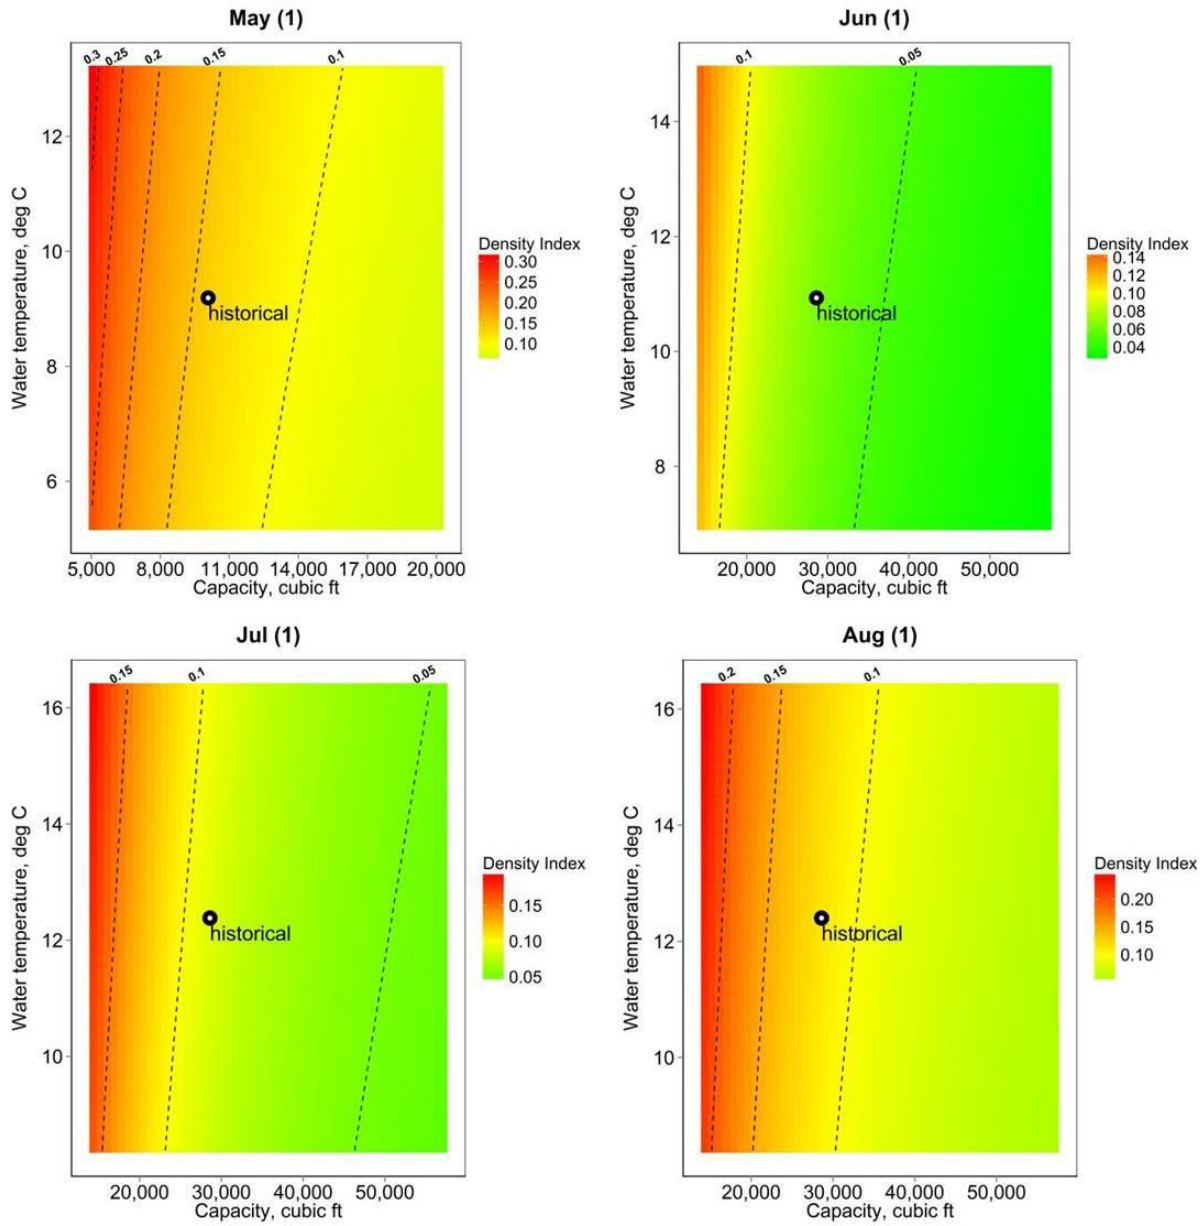 May (1)
0.3 0.25 0.2 0.15 0.1
12
10
8
6
Water temperature, deg C
historical
5,000 8,000 11,000 14,000 17,000 20,000
Capacity, cubic ft
Density Index
0.30
0.25
0.20
0.15
0.10
Jun (1)
0.1 0.05
14
12
10
8
Water temperature, deg C
historical
20,000 30,000 40,000 50,000
Capacity, cubic ft
Density Index
0.14
0.12
0.10
0.08
0.06
0.04
Jul (1)
0.15 0.1 0.05
16
14
12
10
Water temperature, deg C
historical
20,000 30,000 40,000 50,000
Capacity, cubic ft
Density Index
0.15
0.10
0.05
Aug (1)
0.2 0.15 0.1
16
14
12
10
Water temperature, deg C
historical
20,000 30,000 40,000 50,000
Capacity, cubic ft
Density Index
0.20
0.15
0.10